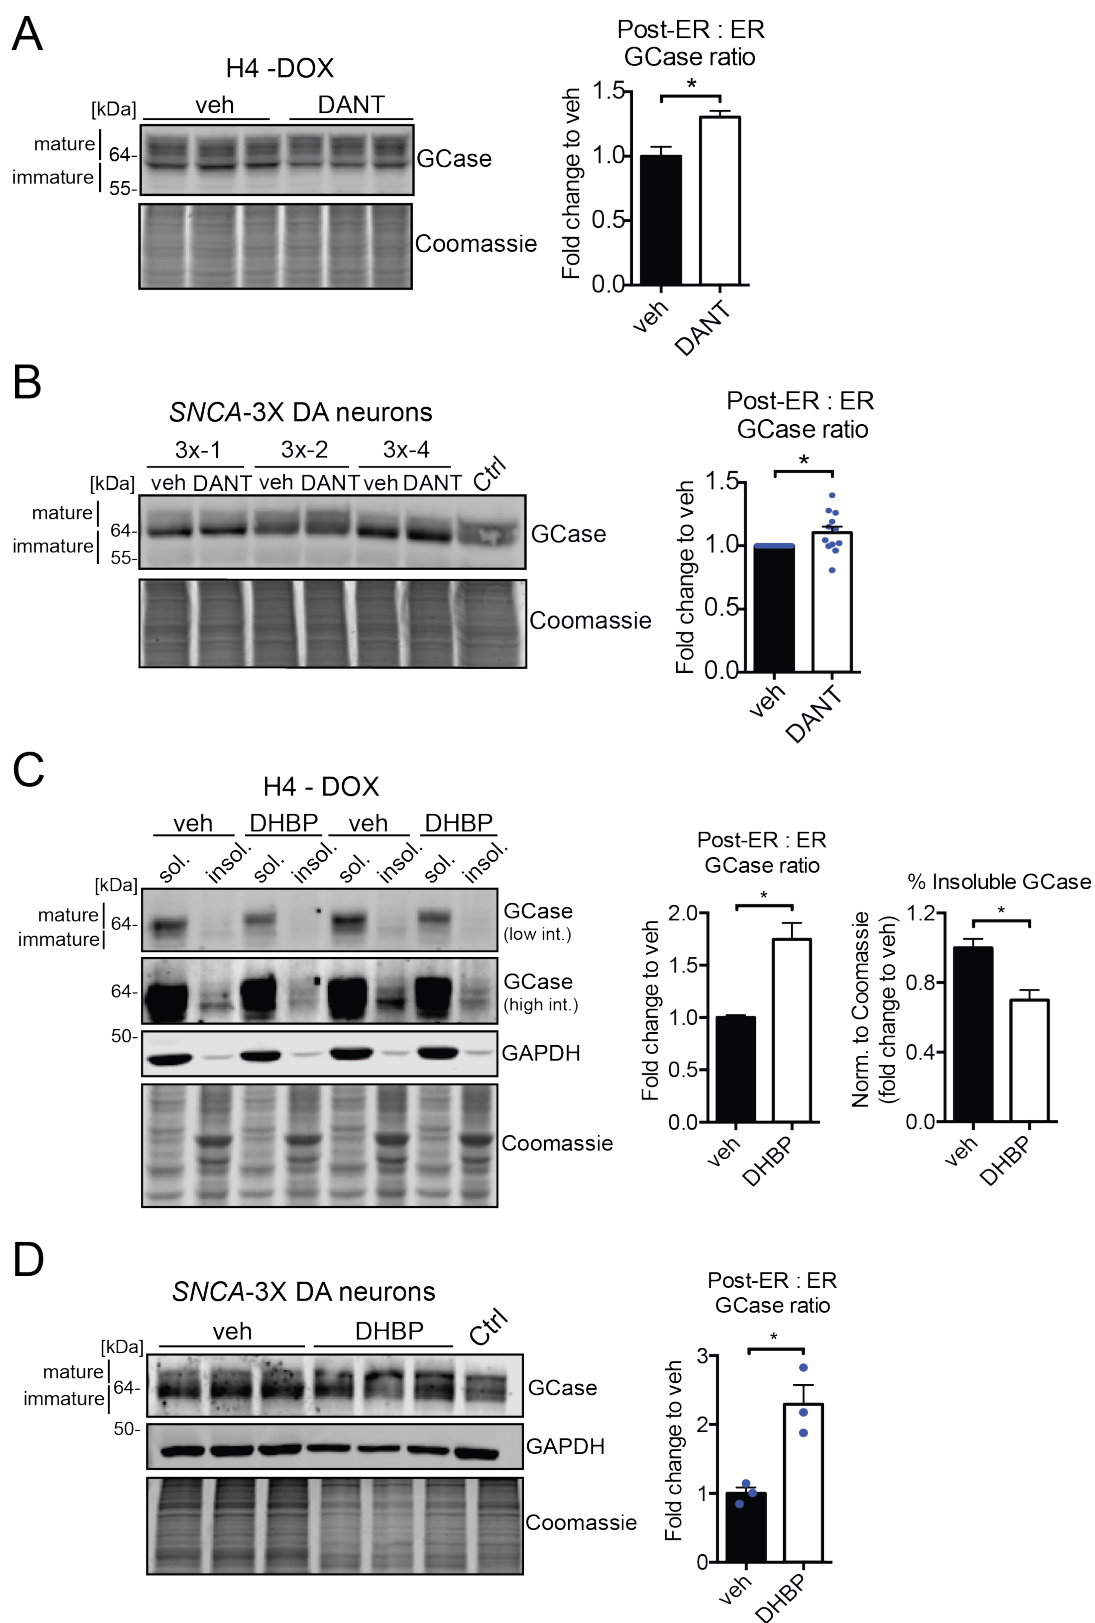 A
H4 -DOX
[kDa]
veh
DANT
mature
64-
immature
55-
GCase
Coomassie
Post-ER : ER
GCase ratio
Fold change to veh
1.5
1.0
0.5
0.0
*
veh
DANT
B
SNCA-3X DA neurons
3x-1
3x-2
3x-4
Ctrl
[kDa]
veh DANT veh DANT veh DANT
mature
64-
immature
55-
GCase
Coomassie
Post-ER : ER
GCase ratio
Fold change to veh
1.5
1.0
0.5
0.0
*
veh
DANT
C
H4 - DOX
veh
DHBP
veh
DHBP
sol. insol. sol. insol. sol. insol. sol. insol.
[kDa]
mature
64-
immature
GCase
(low int.)
64-
GCase
(high int.)
50-
GAPDH
Coomassie
Post-ER : ER
GCase ratio
Fold change to veh
2.0
1.5
1.0
0.5
0.0
*
veh
DHBP
% Insoluble GCase
Norm. to Coomassie
(fold change to veh)
1.2
0.8
0.4
0.0
*
veh
DHBP
D
SNCA-3X DA neurons
veh
DHBP
Ctrl
[kDa]
mature
64-
immature
GCase
50-
GAPDH
Coomassie
Post-ER : ER
GCase ratio
Fold change to veh
3
2
1
0
*
veh
DHBP